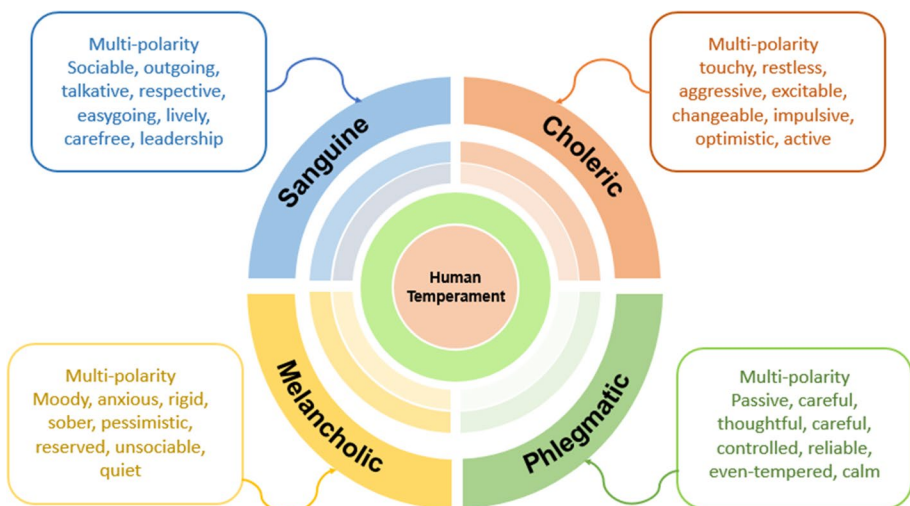 Multi-polarity
Sociable, outgoing,
talkative, respective,
easygoing, lively,
carefree, leadership
Multi-polarity
touchy, restless,
aggressive, excitable,
changeable, impulsive,
optimistic, active
Sanguine
Choleric
Human
Temperament
Melancholic
Phlegmatic
Multi-polarity
Moody, anxious, rigid,
sober, pessimistic,
reserved, unsociable,
quiet
Multi-polarity
Passive, careful,
thoughtful, careful,
controlled, reliable,
even-tempered, calm